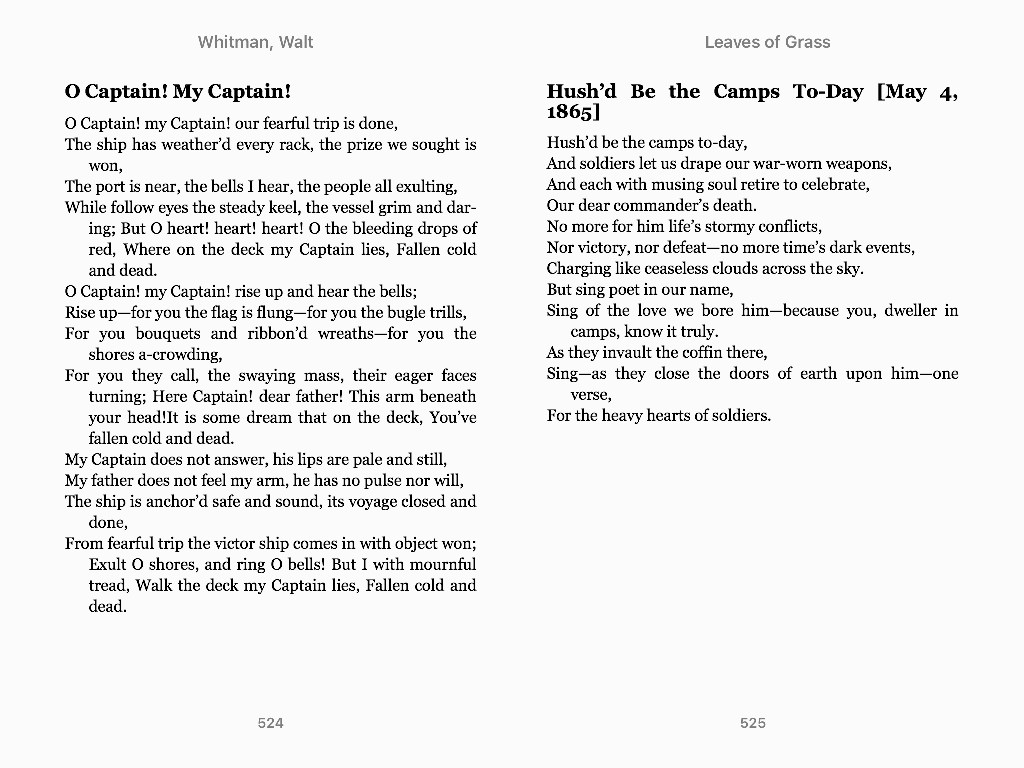 Whitman, Walt
O Captain! My Captain!
O Captain! my Captain! our fearful trip is done,
The ship has weather’d every rack, the prize we sought is
won,
The port is near, the bells I hear, the people all exulting,
While follow eyes the steady keel, the vessel grim and dar-
ing; But O heart! heart! heart! O the bleeding drops of
red, Where on the deck my Captain lies, Fallen cold
and dead.
O Captain! my Captain! rise up and hear the bells;
Rise up—for you the flag is flung—for you the bugle trills,
For you bouquets and ribbon’d wreaths—for you the
shores a-crowding,
For you they call, the swaying mass, their eager faces
turning; Here Captain! dear father! This arm beneath
your head!It is some dream that on the deck, You’ve
fallen cold and dead.
My Captain does not answer, his lips are pale and still,
My father does not feel my arm, he has no pulse nor will,
The ship is anchor’d safe and sound, its voyage closed and
done,
From fearful trip the victor ship comes in with object won;
Exult O shores, and ring O bells! But I with mournful
tread, Walk the deck my Captain lies, Fallen cold and
dead.
524
Leaves of Grass
Hush’d Be the Camps To-Day [May 4,
1865]
Hush’d be the camps to-day,
And soldiers let us drape our war-worn weapons,
And each with musing soul retire to celebrate,
Our dear commander’s death.
No more for him life’s stormy conflicts,
Nor victory, nor defeat—no more time’s dark events,
Charging like ceaseless clouds across the sky.
But sing poet in our name,
Sing of the love we bore him—because you, dweller in
camps, know it truly.
As they invault the coffin there,
Sing—as they close the doors of earth upon him—one
verse,
For the heavy hearts of soldiers.
525